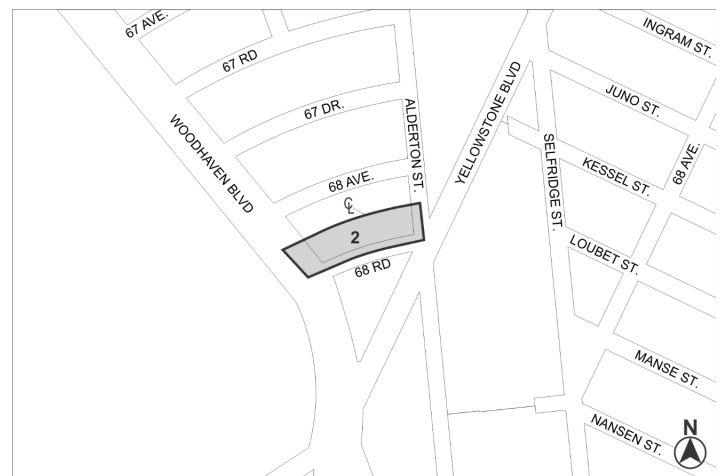 67 AVE.
INGRAM ST.
67 RD
JUNO ST.
67 DR.
WOODHAVEN BLVD
ALDERTON ST.
YELLOWSTONE BLVD
SELFRIDGE ST.
KESSEL ST.
68 AVE.
68 AVE.
℄
2
68 RD
LOUBET ST.
MANSE ST.
NANSEN ST.
N